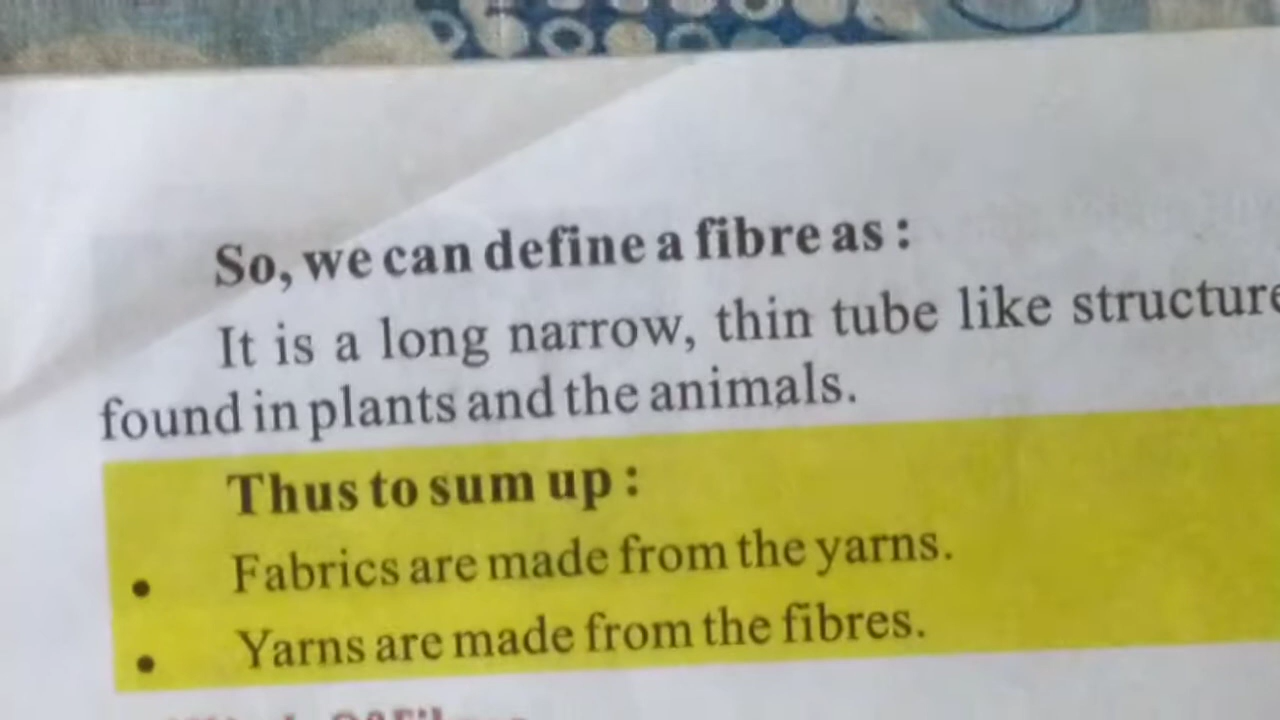 So, we can define a fibre as :
It is a long narrow, thin tube like structure
found in plants and the animals.
Thus to sum up :
• Fabrics are made from the yarns.
• Yarns are made from the fibres.